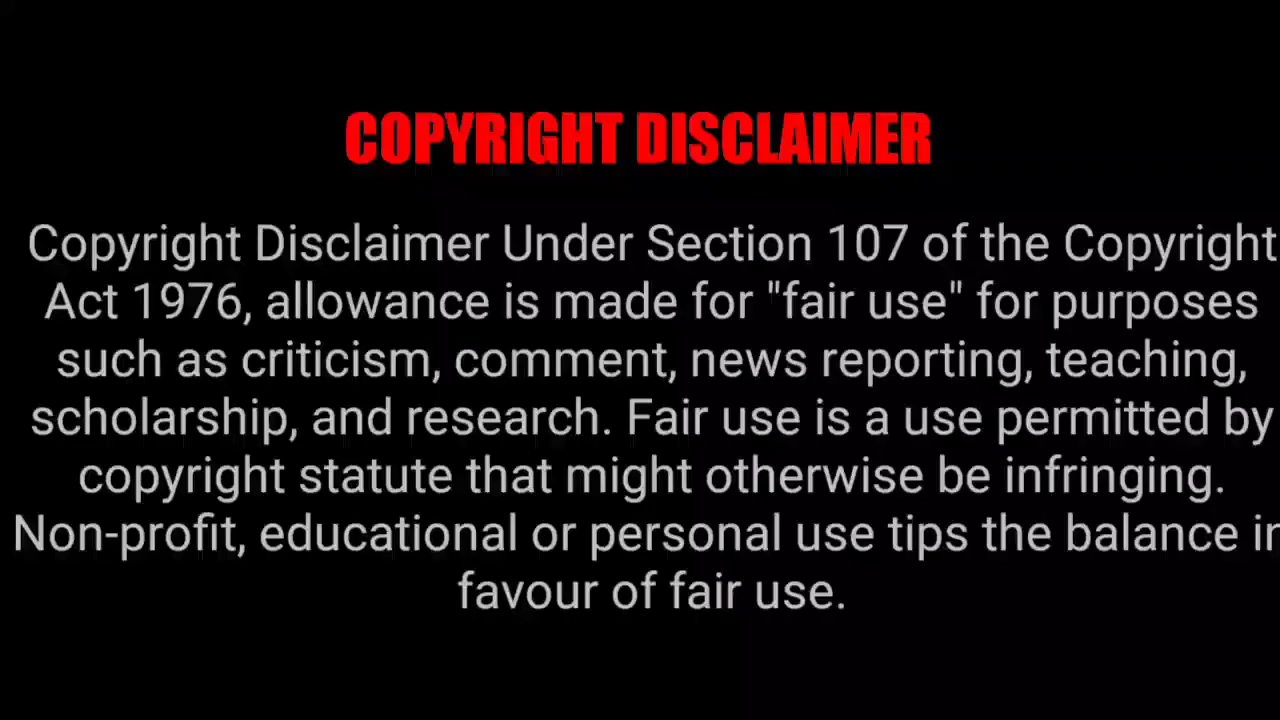 COPYRIGHT DISCLAIMER
Copyright Disclaimer Under Section 107 of the Copyright
Act 1976, allowance is made for "fair use" for purposes
such as criticism, comment, news reporting, teaching,
scholarship, and research. Fair use is a use permitted by
copyright statute that might otherwise be infringing.
Non-profit, educational or personal use tips the balance in
favour of fair use.